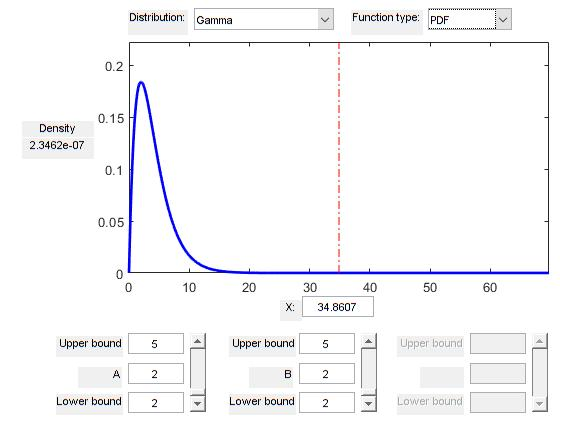 Distribution: Gamma Function type: PDF
0.2
0.15
Density
2.3462e-07
0.1
0.05
0
0 10 20 30 40 50 60
X: 34.8607
Upper bound 5 Upper bound 5 Upper bound
A 2 B 2
Lower bound 2 Lower bound 2 Lower bound